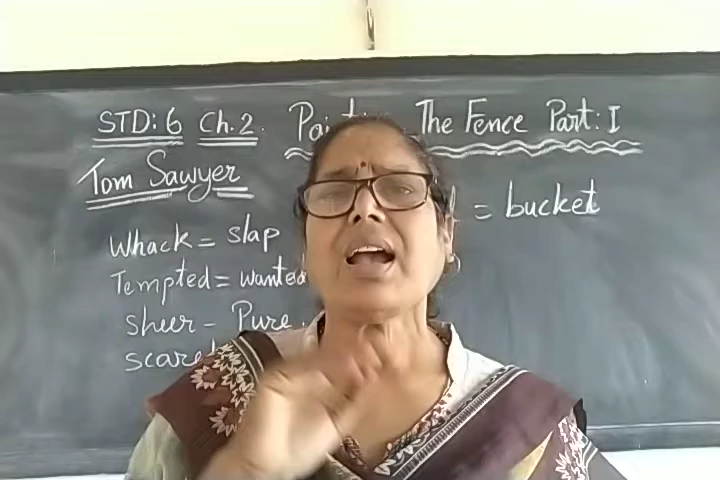 STD: 6 Ch. 2. The Fence Part: I
Tom Sawyer
= bucket
Whack = slap
Tempted = wanted
sheer - Pure.